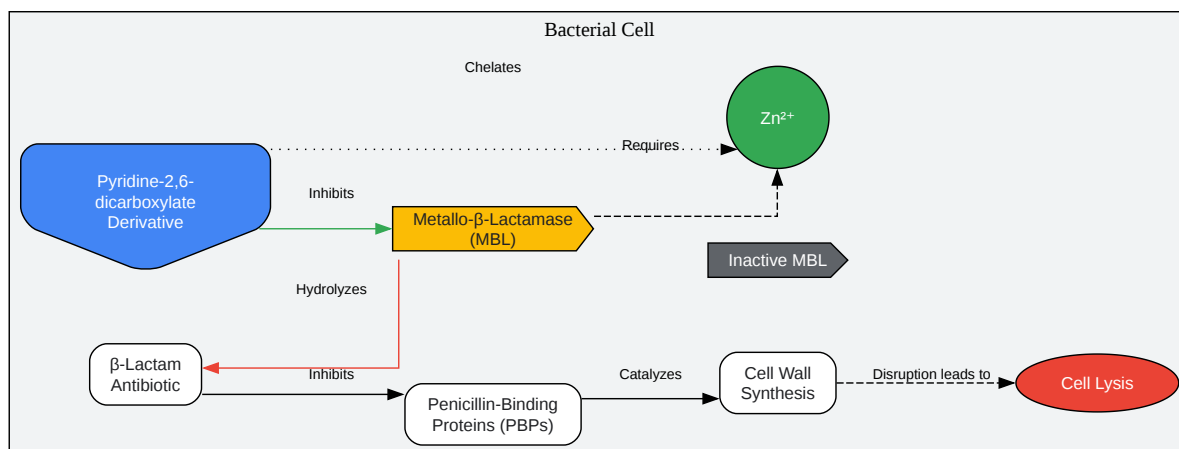 Bacterial Cell
Chelates
Zn²⁺
Requires
Pyridine-2,6-
dicarboxylate
Derivative
Inhibits
Metallo-β-Lactamase
(MBL)
Inactive MBL
Hydrolyzes
β-Lactam
Antibiotic
Inhibits
Penicillin-Binding
Proteins (PBPs)
Catalyzes
Cell Wall
Synthesis
Disruption leads to
Cell Lysis